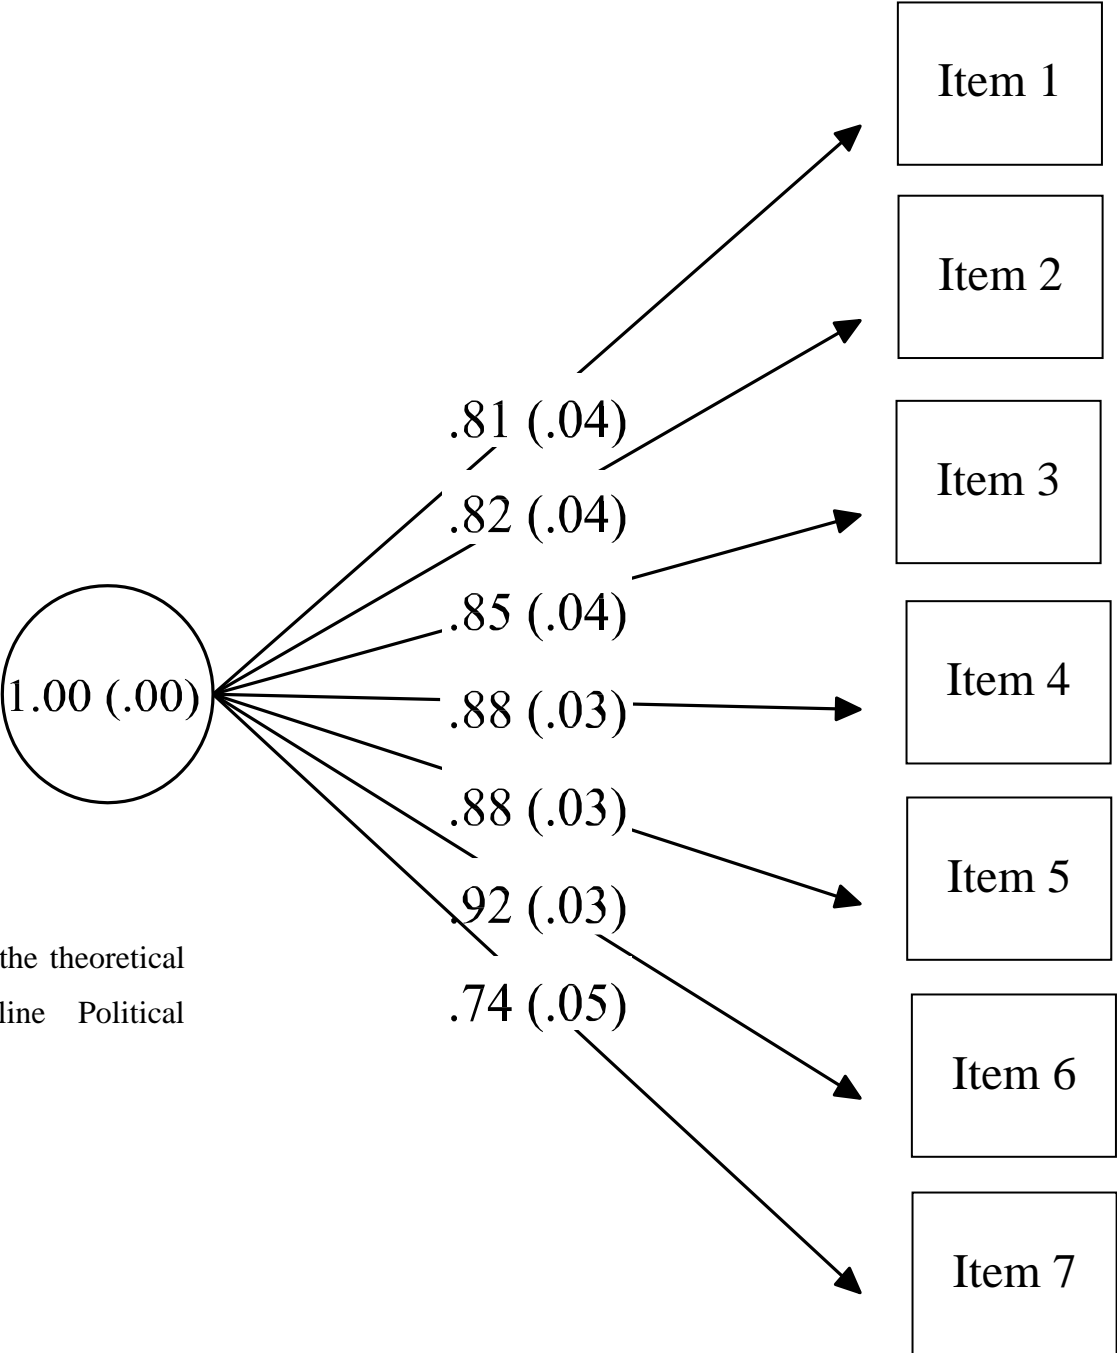 Item 1
Item 2
.81 (.04)
Item 3
.82 (.04)
.85 (.04)
Item 4
1.00 (.00)
.88 (.03)
.88 (.03)
Item 5
.92 (.03)
the theoretical
.74 (.05)
line Political
Item 6
Item 7